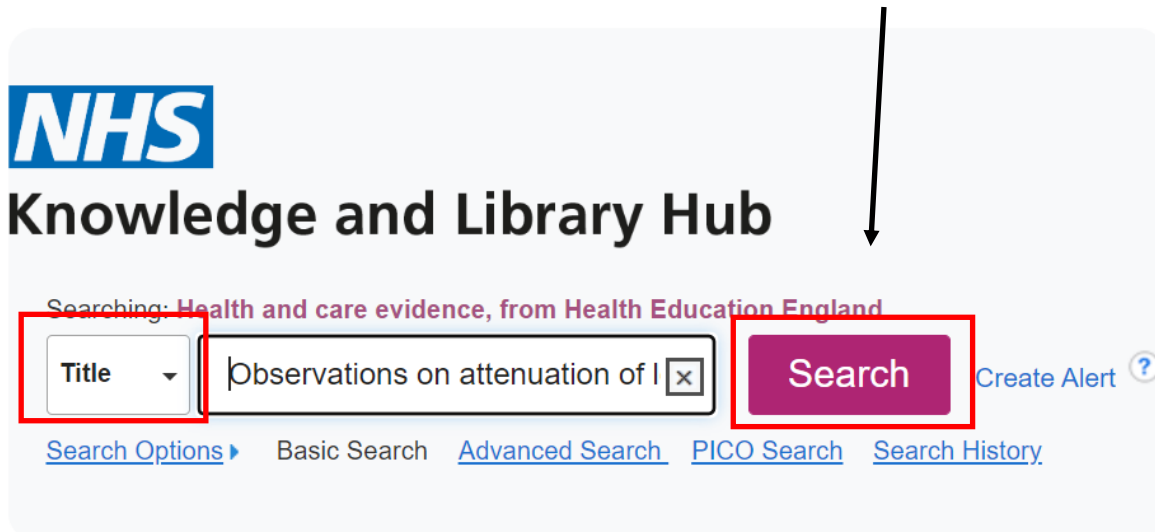 NHS
Knowledge and Library Hub
Searching: Health and care evidence, from Health Education England
Title Observations on attenuation of l x Search Create Alert ?
Search Options Basic Search Advanced Search PICO Search Search History